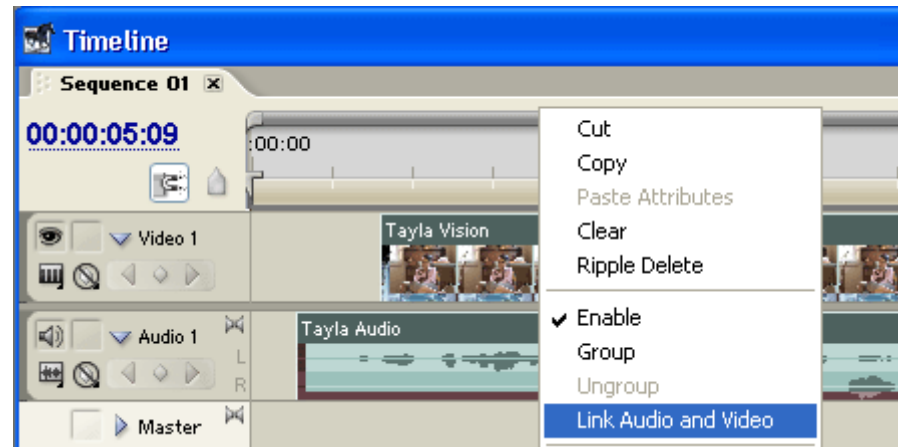 Timeline
Sequence 01
00:00:05:09
:00:00
Video 1
Tayla Vision
Audio 1
L
R
Tayla Audio
Master
Cut
Copy
Paste Attributes
Clear
Ripple Delete
Enable
Group
Ungroup
Link Audio and Video